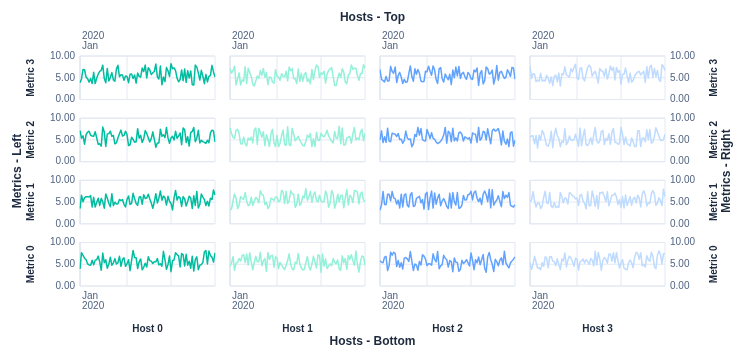 Hosts - Top
2020 2020 2020 2020
Jan Jan Jan Jan
Metrics - Left
Metric 3 10.00 5.00 0.00 10.00 5.00 0.00 Metric 3
Metric 2 10.00 5.00 0.00 10.00 5.00 0.00 Metric 2
Metric 1 10.00 5.00 0.00 10.00 5.00 0.00 Metric 1
Metric 0 10.00 5.00 0.00 10.00 5.00 0.00 Metric 0
Metrics - Right
Jan Jan Jan Jan
2020 2020 2020 2020
Host 0 Host 1 Host 2 Host 3
Hosts - Bottom